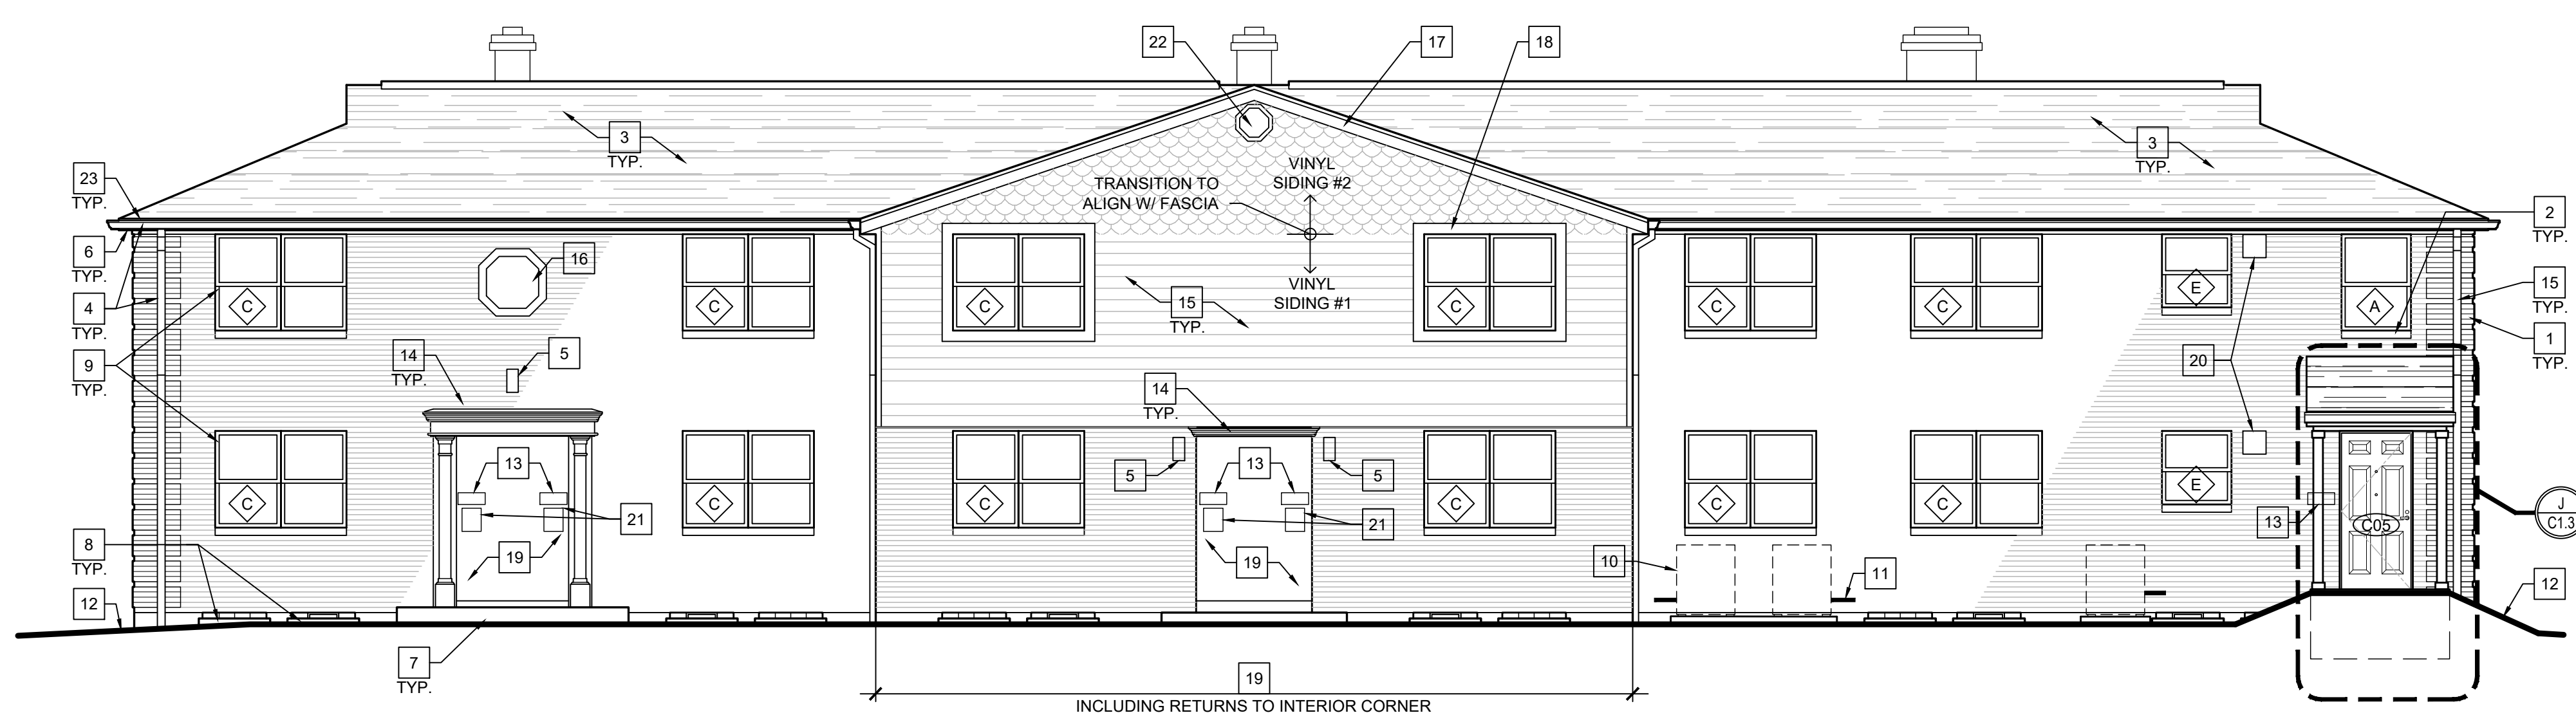 22
17
18
3
TYP.
3
TYP.
23
TYP.
VINYL
SIDING #2
TRANSITION TO
ALIGN W/ FASCIA
2
TYP.
6
TYP.
16
4
TYP.
C
C
C
15
TYP.
VINYL
SIDING #1
C
C
C
E
A
15
TYP.
1
TYP.
9
14
TYP.
5
14
TYP.
20
13
5
13
5
C
C
C
C
C
C
E
21
21
13
C05
J
C1.3
8
TYP.
19
19
10
11
12
12
7
TYP.
19
INCLUDING RETURNS TO INTERIOR CORNER